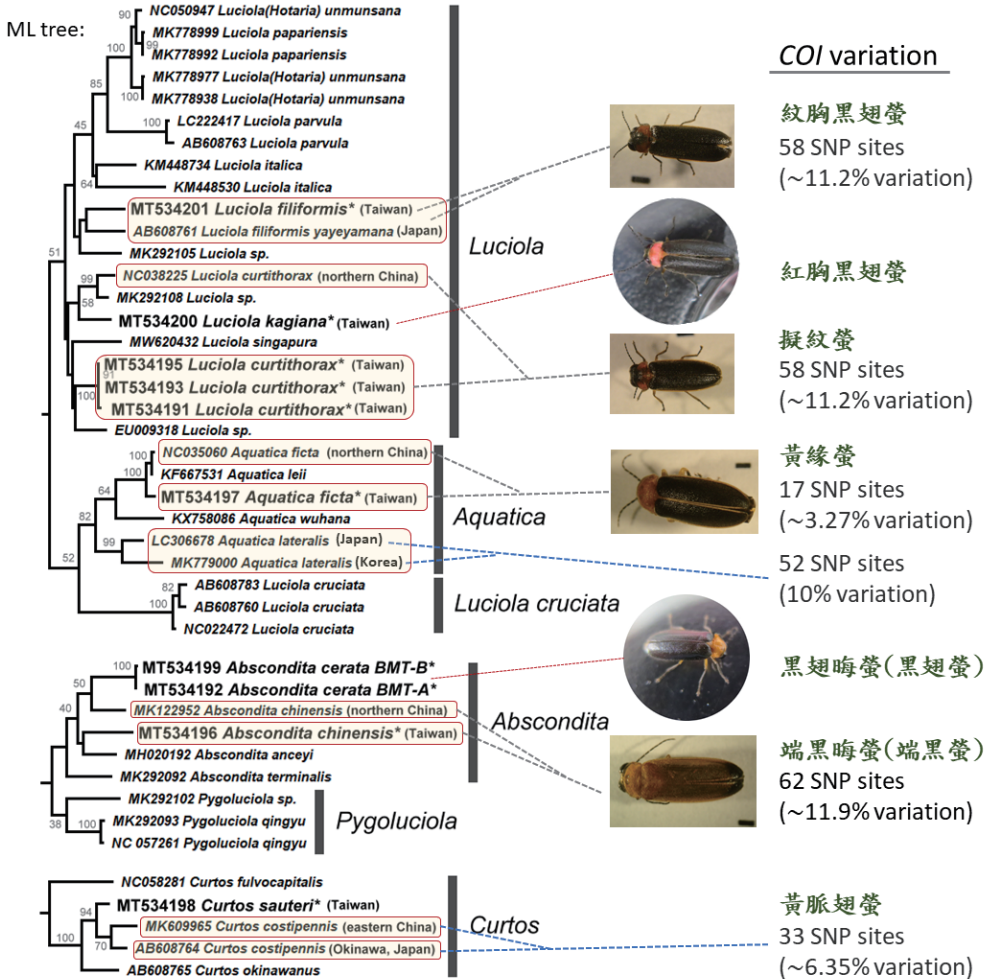 ML tree:
COI variation
90
NC050947 Luciola(Hotaria) unmunsana
MK778999 Luciola papariensis
99
100
MK778992 Luciola papariensis
MK778977 Luciola(Hotaria) unmunsana
85
100
MK778938 Luciola(Hotaria) unmunsana
LC222417 Luciola parvula
100
45
AB608763 Luciola parvula
KM448734 Luciola italica
64
KM448530 Luciola italica
MT534201 Luciola filiformis* (Taiwan)
AB608761 Luciola filiformis yayeyamana (Japan)
51
MK292105 Luciola sp.
99
NC038225 Luciola curtithorax (northern China)
58
MK292108 Luciola sp.
MT534200 Luciola kagiana* (Taiwan)
MW620432 Luciola singapura
91
MT534195 Luciola curtithorax* (Taiwan)
100
MT534193 Luciola curtithorax* (Taiwan)
MT534191 Luciola curtithorax* (Taiwan)
EU009318 Luciola sp.
Luciola
100
NC035060 Aquatica ficta (northern China)
100
KF667531 Aquatica leii
64
MT534197 Aquatica ficta* (Taiwan)
82
KX758086 Aquatica wuhana
99
LC306678 Aquatica lateralis (Japan)
52
MK779000 Aquatica lateralis (Korea)
Aquatica
82
AB608783 Luciola cruciata
100
AB608760 Luciola cruciata
NC022472 Luciola cruciata
Luciola cruciata
100
MT534199 Abscondita cerata BMT-B*
50
MT534192 Abscondita cerata BMT-A*
40
MK122952 Abscondita chinensis (northern China)
MT534196 Abscondita chinensis* (Taiwan)
MH020192 Abscondita anceyi
MK292092 Abscondita terminalis
Abscondita
38
MK292102 Pygoluciola sp.
100
MK292093 Pygoluciola qingyu
NC 057261 Pygoluciola qingyu
Pygoluciola
NC058281 Curtos fulvocapitalis
94
MT534198 Curtos sauteri* (Taiwan)
100
MK609965 Curtos costipennis (eastern China)
70
AB608764 Curtos costipennis (Okinawa, Japan)
AB608765 Curtos okinawanus
Curtos
紋胸黑翅螢
58 SNP sites
(~11.2% variation)
紅胸黑翅螢
擬紋螢
58 SNP sites
(~11.2% variation)
黃緣螢
17 SNP sites
(~3.27% variation)
52 SNP sites
(10% variation)
黑翅晦螢(黑翅螢)
端黑晦螢(端黑螢)
62 SNP sites
(~11.9% variation)
黃脈翅螢
33 SNP sites
(~6.35% variation)